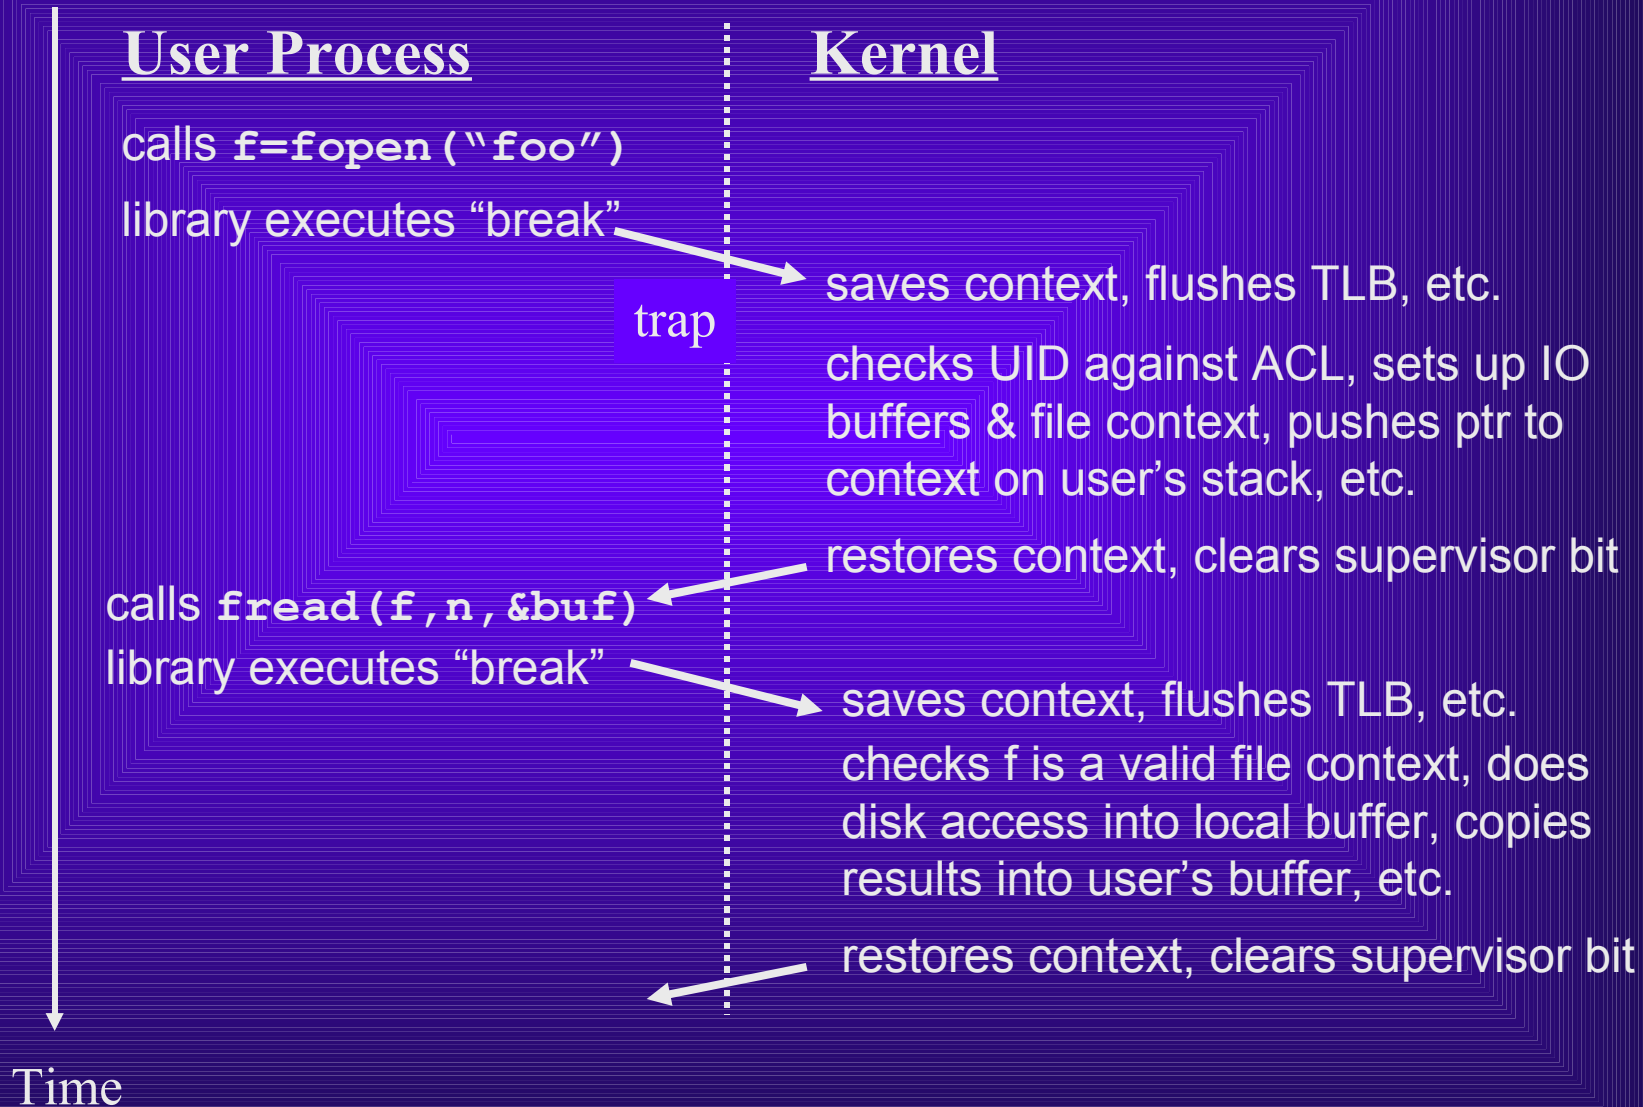 User Process
Kernel
calls f=fopen(“foo”)
library executes “break”
trap
saves context, flushes TLB, etc.
checks UID against ACL, sets up IO
buffers & file context, pushes ptr to
context on user’s stack, etc.
restores context, clears supervisor bit
calls fread(f,n,&buf)
library executes “break”
saves context, flushes TLB, etc.
checks f is a valid file context, does
disk access into local buffer, copies
results into user’s buffer, etc.
restores context, clears supervisor bit
Time